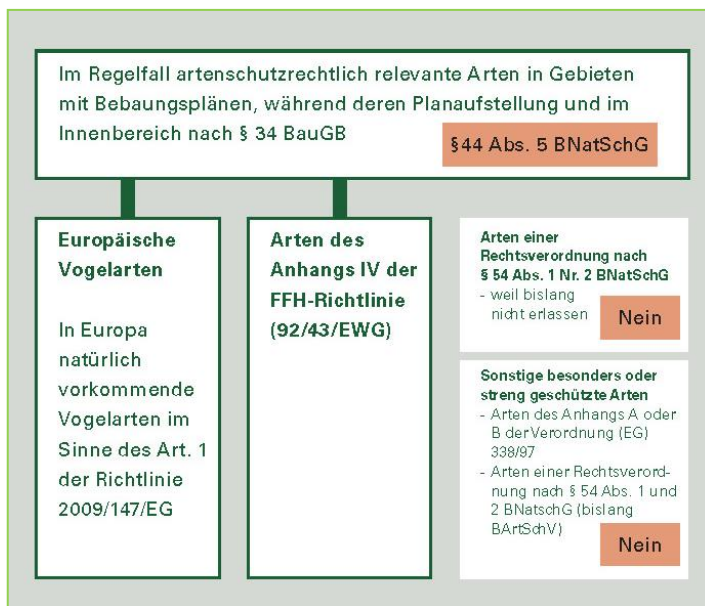 Im Regelfall artenschutzrechtlich relevante Arten in Gebieten
mit Bebaungsplänen, während deren Planaufstellung und im
Innenbereich nach § 34 BauGB
§44 Abs. 5 BNatSchG
Europäische
Vogelarten
In Europa
natürlich
vorkommende
Vogelarten im
Sinne des Art. 1
der Richtlinie
2009/147/EG
Arten des
Anhangs IV der
FFH-Richtlinie
(92/43/EWG)
Arten einer
Rechtsverordnung nach
§ 54 Abs. 1 Nr. 2 BNatSchG
- weil bislang
nicht erlassen
Nein
Sonstige besonders oder
streng geschützte Arten
- Arten des Anhangs A oder
B der Verordnung (EG)
338/97
- Arten einer Rechtsverord-
nung nach § 54 Abs. 1 und
2 BNatschG (bislang
BArtSchV)
Nein